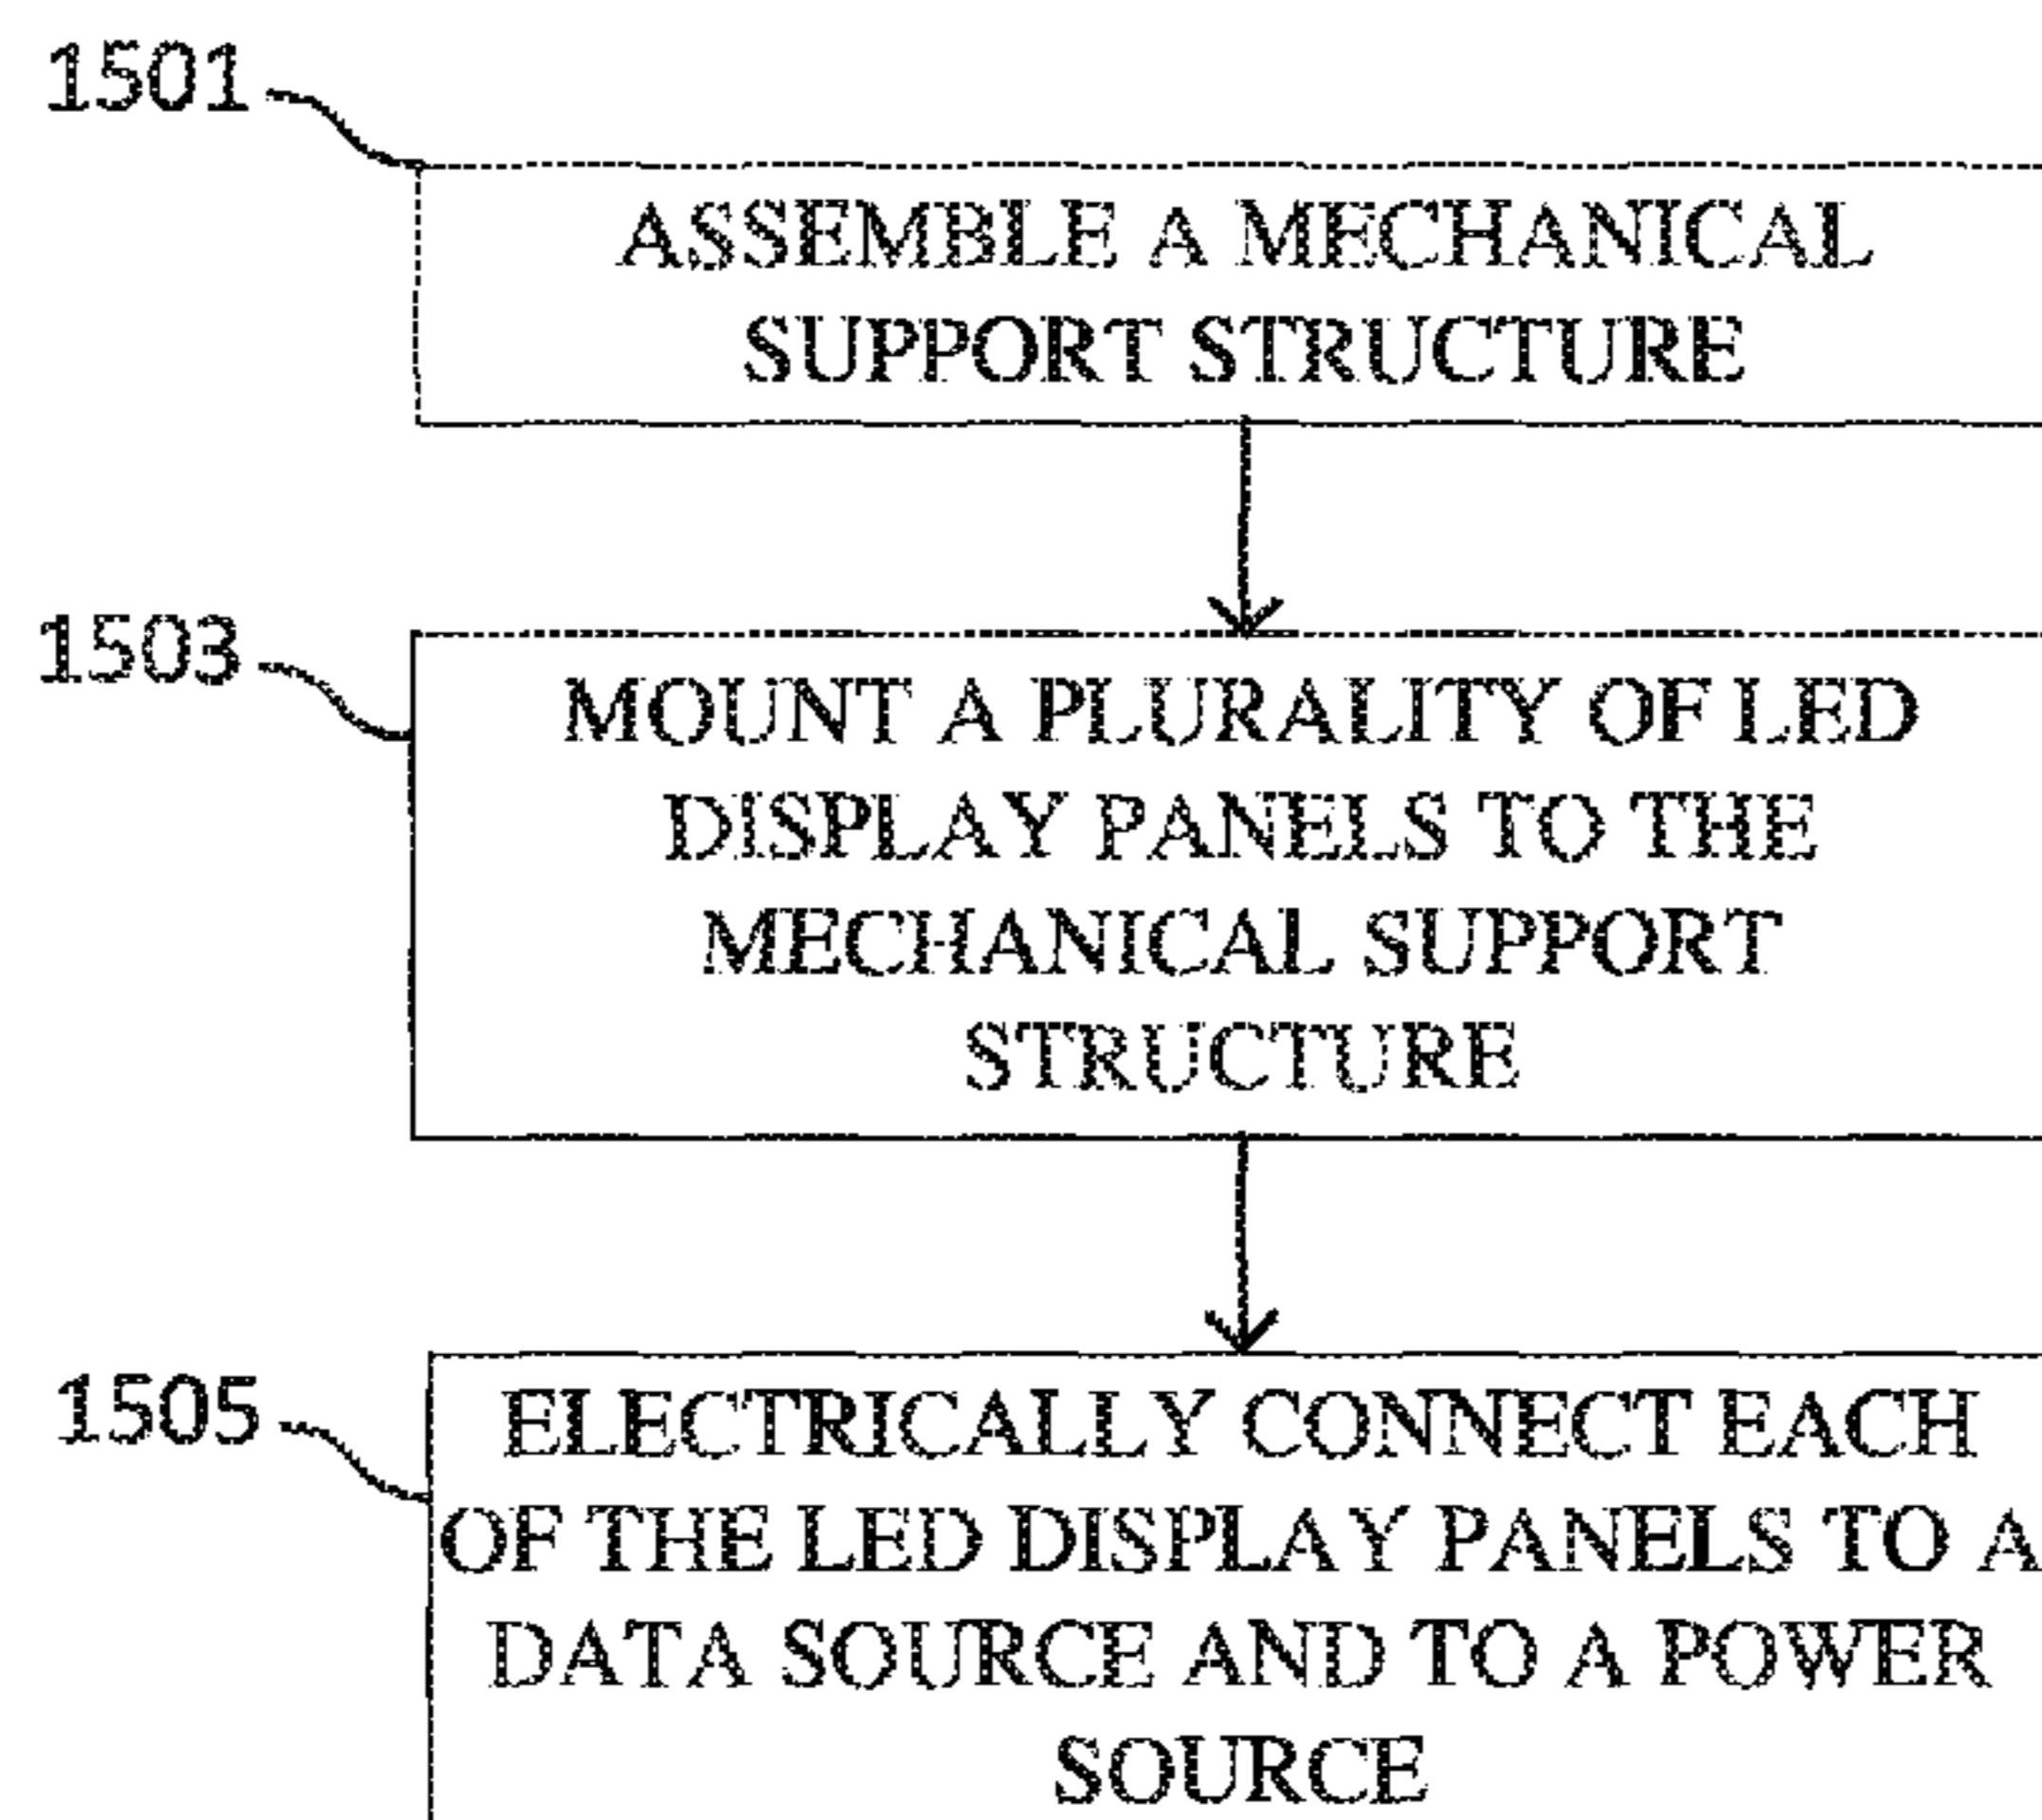 1501
ASSEMBLE A MECHANICAL
SUPPORT STRUCTURE
1503
MOUNT A PLURALITY OF LED
DISPLAY PANELS TO THE
MECHANICAL SUPPORT
STRUCTURE
1505
ELECTRICALLY CONNECT EACH
OF THE LED DISPLAY PANELS TO A
DATA SOURCE AND TO A POWER
SOURCE